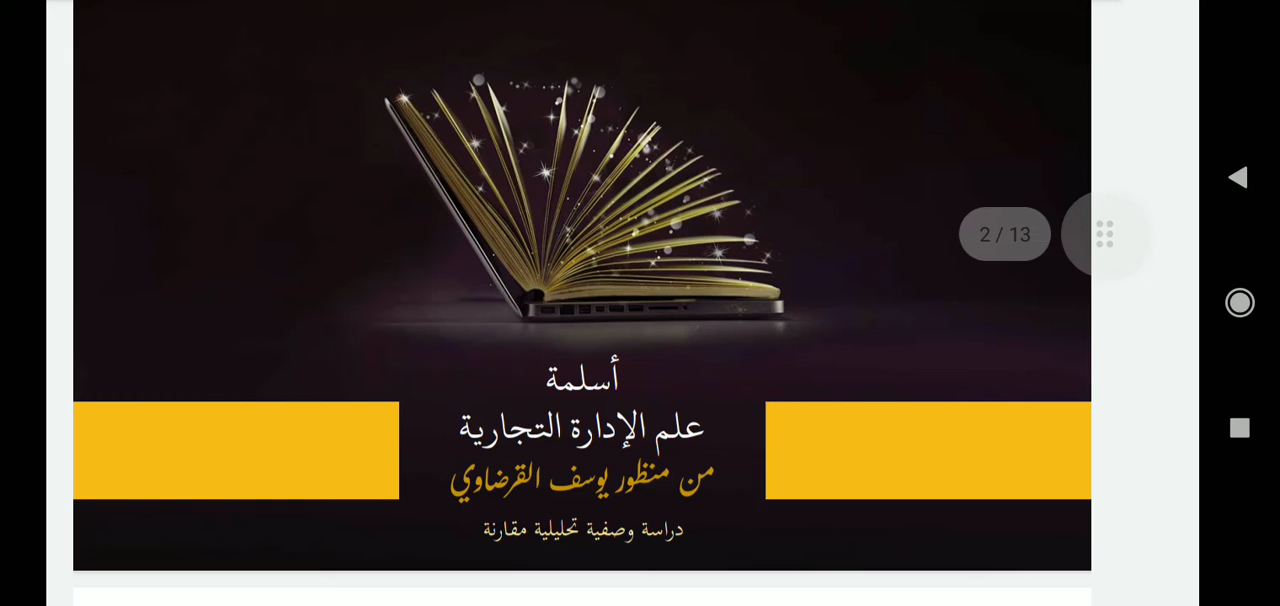 2 / 13
أسلمة
علم الإدارة التجارية
من منظور يوسف القرضاوي
دراسة وصفية تحليلية مقارنة